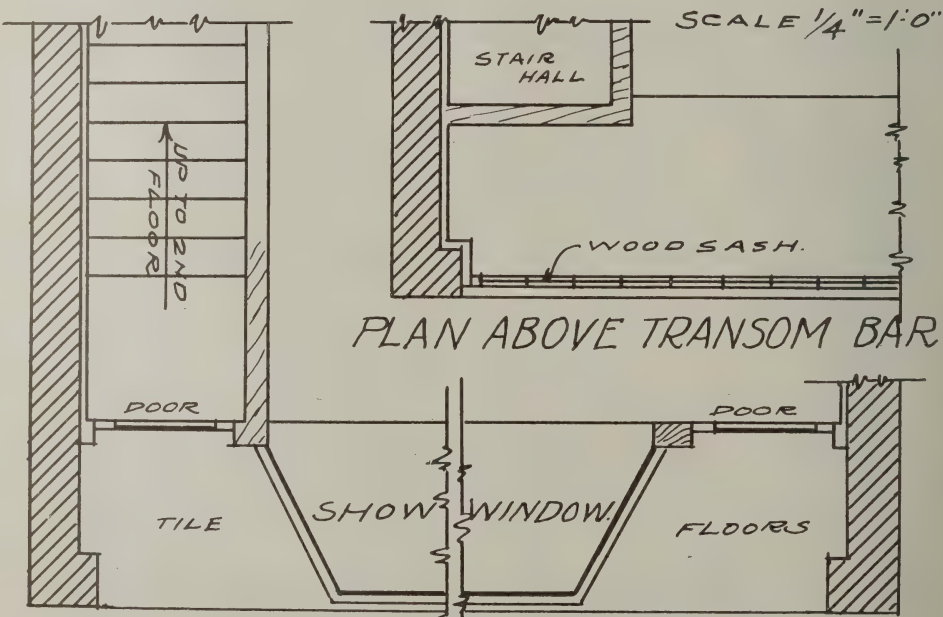 SCALE 1/4"=1'-0"
STAIR
HALL
UP TO 2ND
FLOOR
WOOD SASH.
PLAN ABOVE TRANSOM BAR
DOOR
DOOR
TILE
SHOW WINDOW.
FLOORS